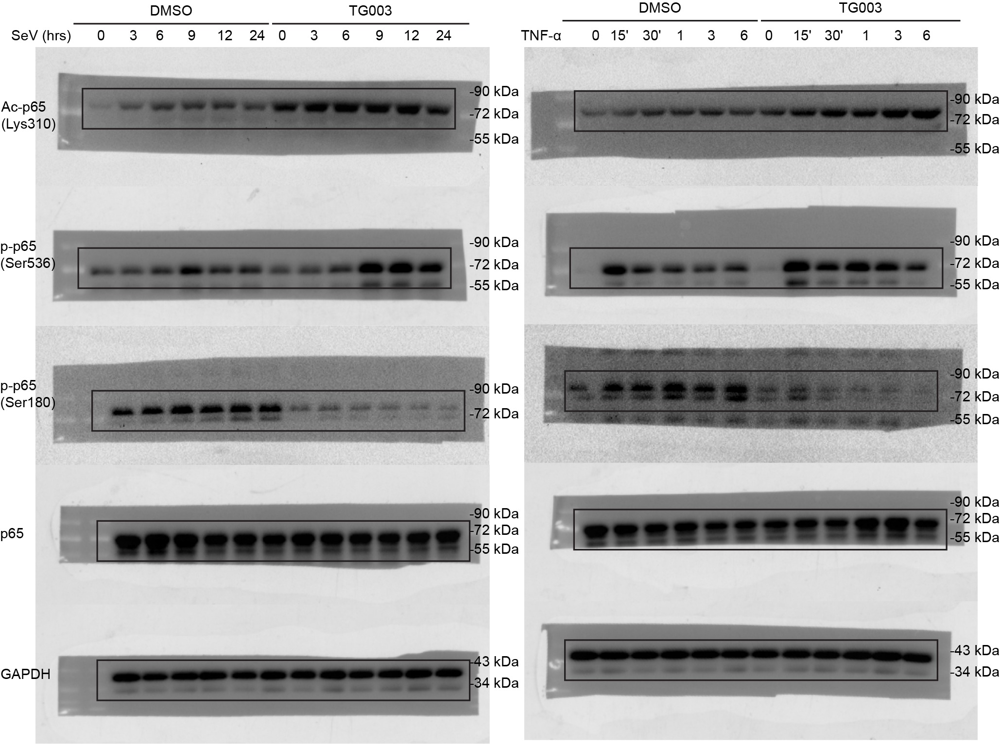 DMSO TG003
SeV (hrs) 0 3 6 9 12 24 0 3 6 9 12 24
Ac-p65
(Lys310)
-90 kDa
-72 kDa
-55 kDa
p-p65
(Ser536)
-90 kDa
-72 kDa
-55 kDa
p-p65
(Ser180)
-90 kDa
-72 kDa
p65
-90 kDa
-72 kDa
-55 kDa
GAPDH
-43 kDa
-34 kDa
DMSO TG003
TNF-α 0 15' 30' 1 3 6 0 15' 30' 1 3 6
-90 kDa
-72 kDa
-55 kDa
-90 kDa
-72 kDa
-55 kDa
-90 kDa
-72 kDa
-55 kDa
-90 kDa
-72 kDa
-55 kDa
-43 kDa
-34 kDa